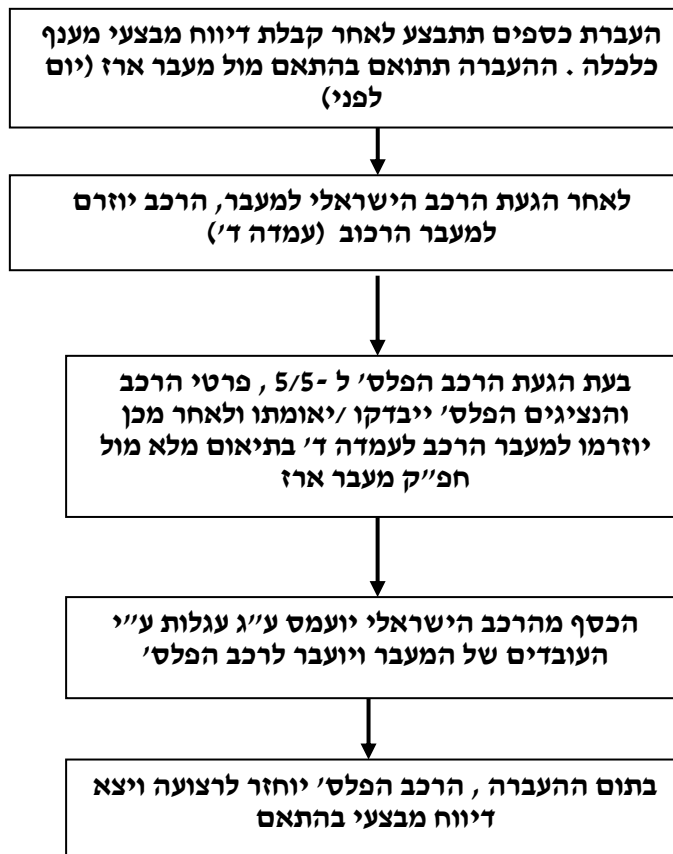 העברת כספים תתבצע לאחר קבלת דיווח מבצעי מענף
כלכלה . ההעברה תתואם בהתאם מול מעבר ארז (יום
לפני)
לאחר הגעת הרכב הישראלי למעבר, הרכב יוזרם
למעבר הרכוב (עמדה ד')
בעת הגעת הרכב הפלס' ל -5/5 , פרטי הרכב
והנציגים הפלס' ייבדקו /יאומתו ולאחר מכן
יוזרמו למעבר הרכב לעמדה ד' בתיאום מלא מול
חפ"ק מעבר ארז
הכסף מהרכב הישראלי יועמס ע"ג עגלות ע"י
העובדים של המעבר ויועבר לרכב הפלס'
בתום ההעברה , הרכב הפלס' יוחזר לרצועה ויצא
דיווח מבצעי בהתאם